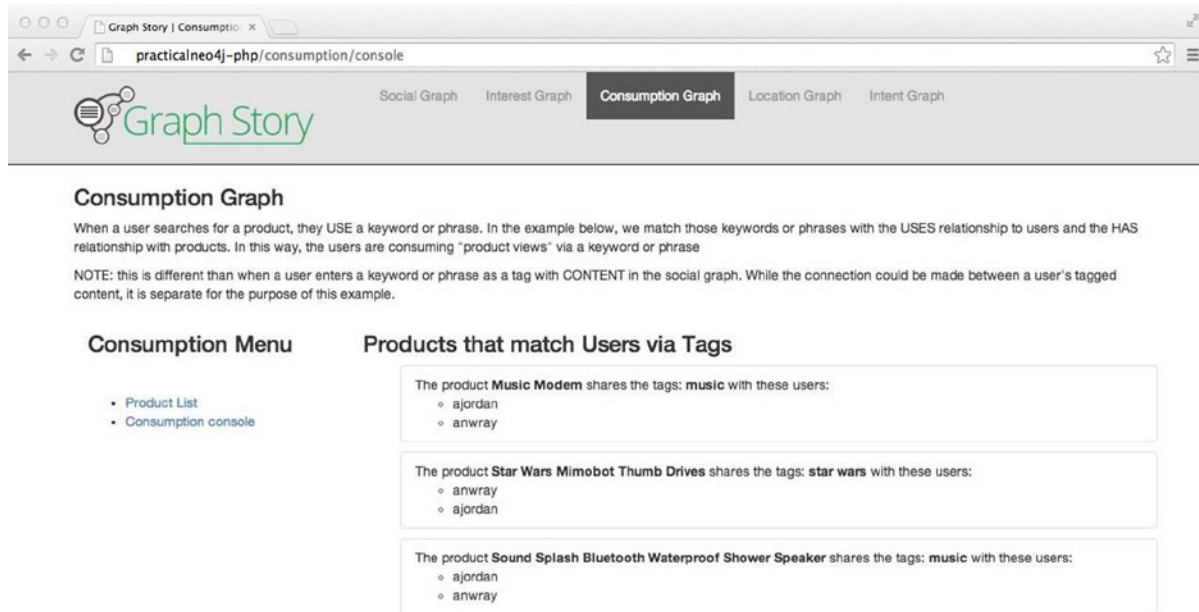 Graph Story | Consumptio
practicalneo4j-php/consumption/console
Graph Story
Social Graph
Interest Graph
Consumption Graph
Location Graph
Intent Graph
Consumption Graph
When a user searches for a product, they USE a keyword or phrase. In the example below, we match those keywords or phrases with the USES relationship to users and the HAS
relationship with products. In this way, the users are consuming "product views" via a keyword or phrase
NOTE: this is different than when a user enters a keyword or phrase as a tag with CONTENT in the social graph. While the connection could be made between a user's tagged
content, it is separate for the purpose of this example.
Consumption Menu
• Product List
• Consumption console
Products that match Users via Tags
The product Music Modem shares the tags: music with these users:
◦ ajordan
◦ anwray
The product Star Wars Mimobot Thumb Drives shares the tags: star wars with these users:
◦ anwray
◦ ajordan
The product Sound Splash Bluetooth Waterproof Shower Speaker shares the tags: music with these users:
◦ ajordan
◦ anwray